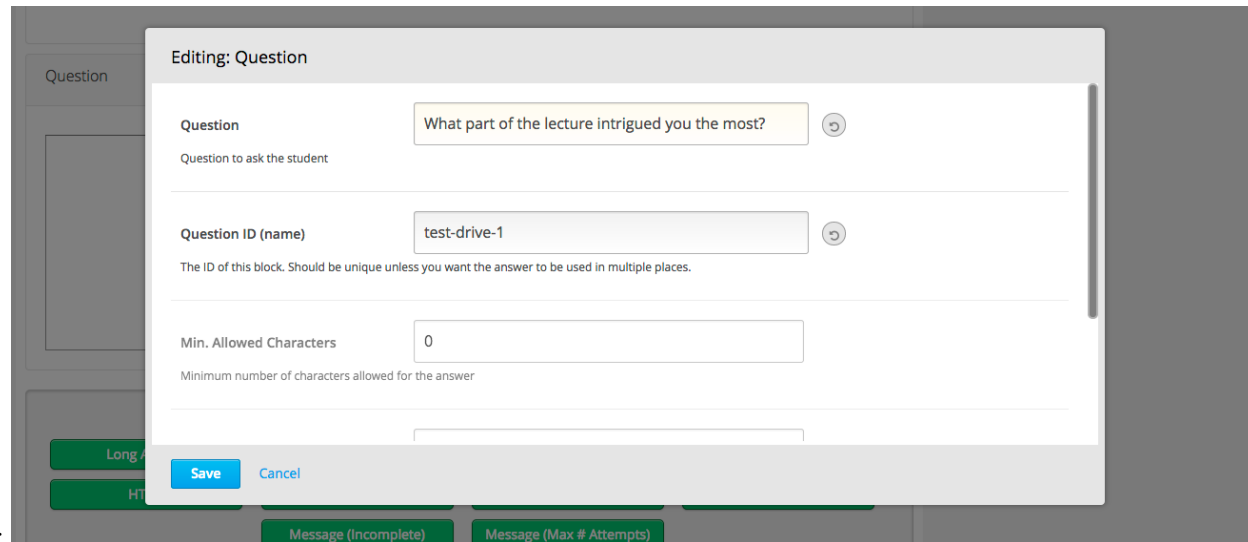 Editing: Question
Question
Question
What part of the lecture intrigued you the most?
Question to ask the student
Question ID (name)
test-drive-1
The ID of this block. Should be unique unless you want the answer to be used in multiple places.
Min. Allowed Characters
0
Minimum number of characters allowed for the answer
Long
Save
Cancel
Message (Incomplete)
Message (Max # Attempts)